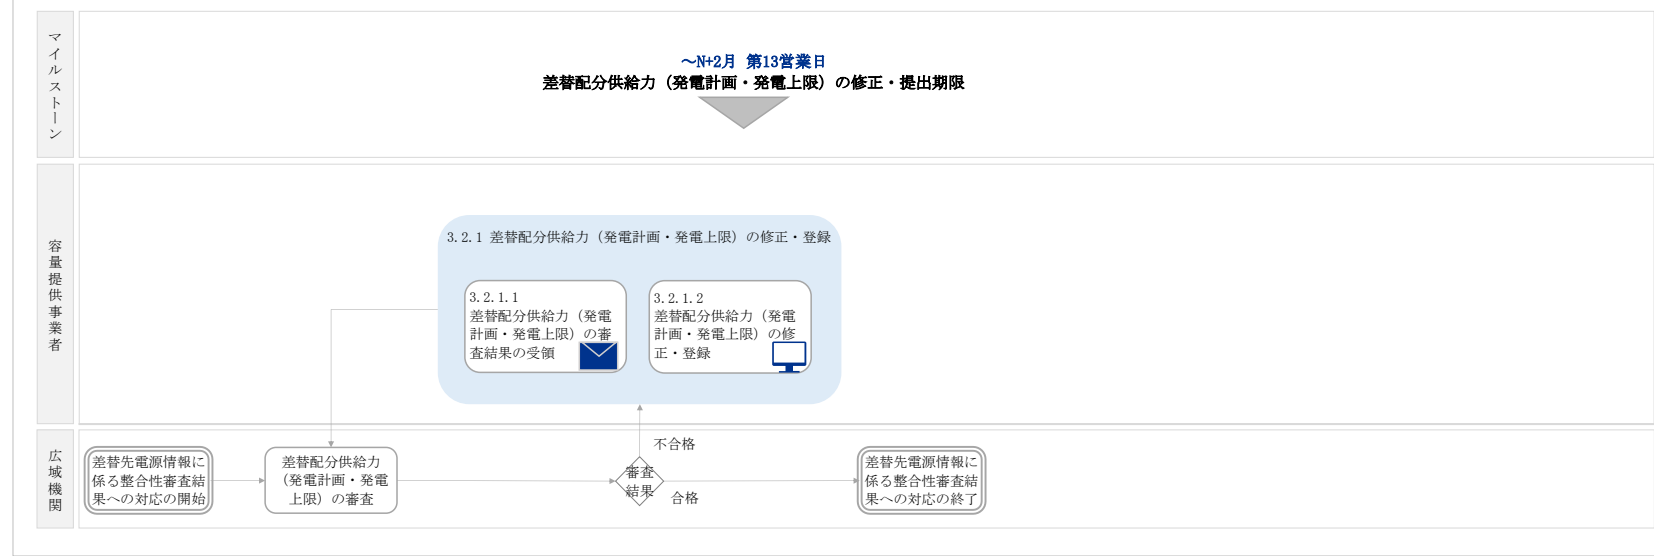 マイルストーン
～N+2月 第13営業日
差替配分供給力（発電計画・発電上限）の修正・提出期限
容量提供事業者
3.2.1 差替配分供給力（発電計画・発電上限）の修正・登録
3.2.1.1
差替配分供給力（発電
計画・発電上限）の審
査結果の受領
3.2.1.2
差替配分供給力（発電
計画・発電上限）の修
正・登録
広域機関
差替先電源情報に
係る整合性審査結
果への対応の開始
差替配分供給力
（発電計画・発電
上限）の審査
審査
結果
不合格
合格
差替先電源情報に
係る整合性審査結
果への対応の終了